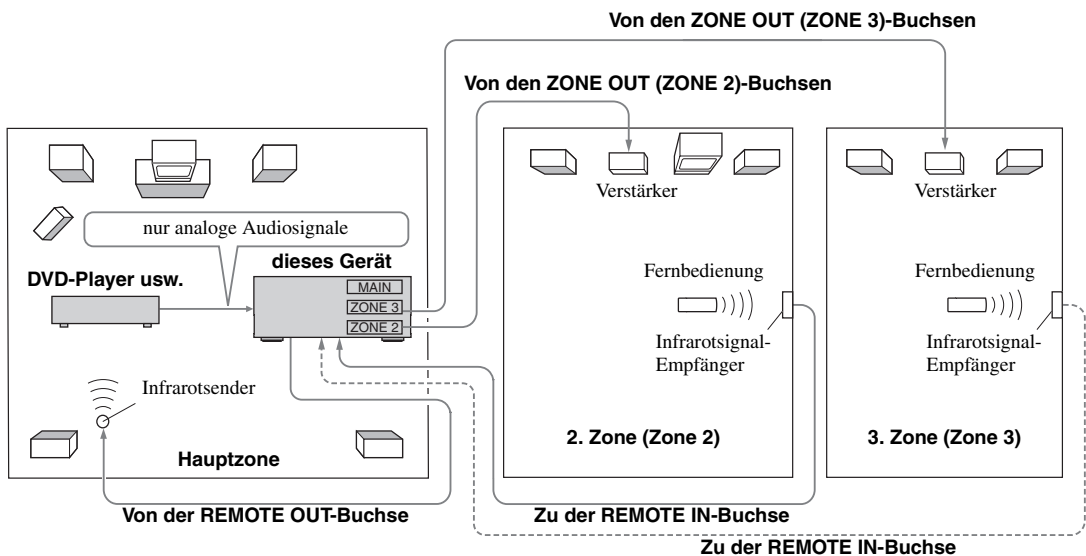 Von den ZONE OUT (ZONE 3)-Buchsen
Von den ZONE OUT (ZONE 2)-Buchsen
Verstärker
Verstärker
nur analoge Audiosignale
dieses Gerät
DVD-Player usw.
MAIN
ZONE 3
ZONE 2
Fernbedienung
Fernbedienung
Infrarotsignal-
Empfänger
Infrarotsignal-
Empfänger
Infrarotsender
Hauptzone
2. Zone (Zone 2)
3. Zone (Zone 3)
Von der REMOTE OUT-Buchse
Zu der REMOTE IN-Buchse
Zu der REMOTE IN-Buchse